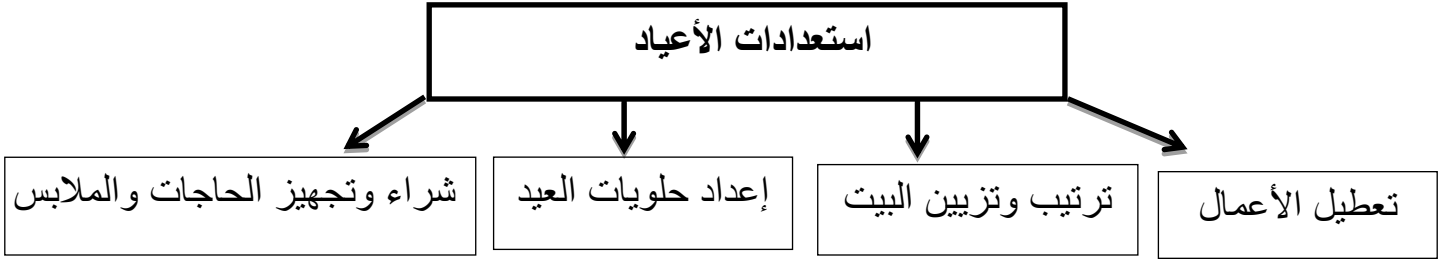 استعدادات الأعياد
تعطيل الأعمال
ترتيب وتزيين البيت
إعداد حلويات العيد
شراء وتجهيز الحاجات والملابس